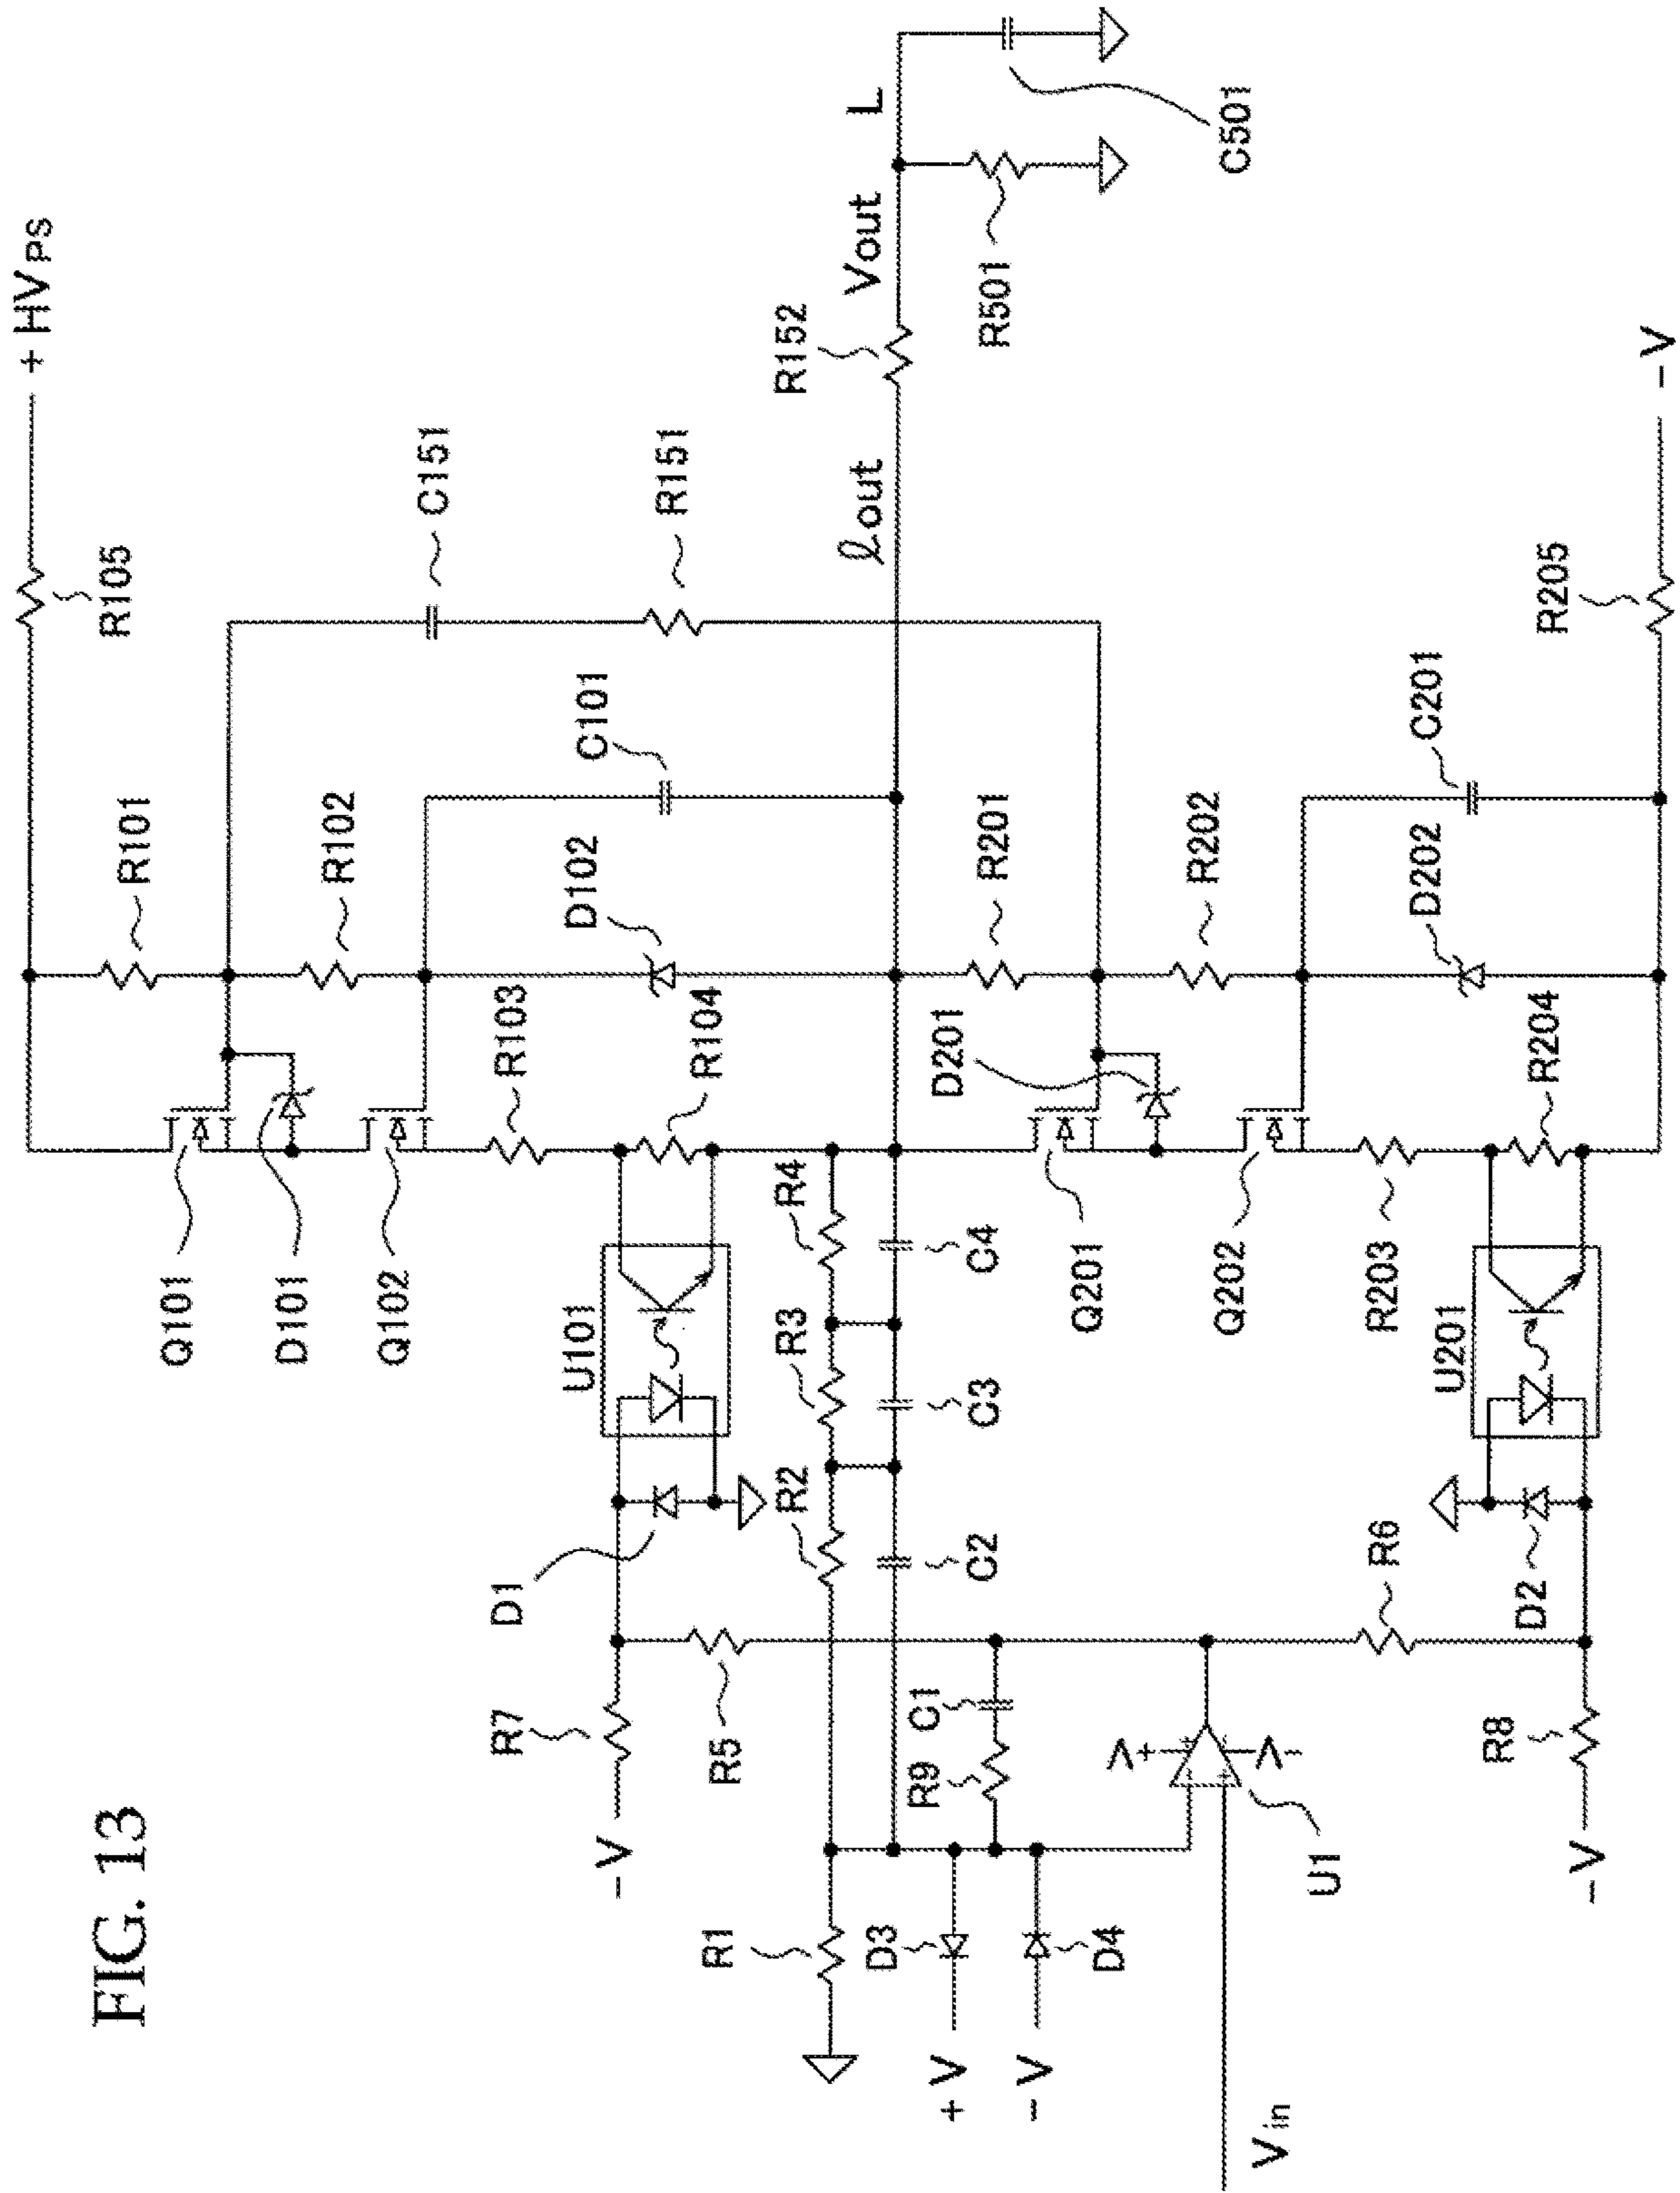 FIG. 13
+ HVPS
R105
R101
C151
Q101
R102
R151
D101
C101
Q102
D102
R103
R104
U101
D1
R7
- V
R5
R4
R3
R2
ℓout
R152
Vout
L
R1
C4
C3
C2
R201
D201
R501
C501
C1
R9
D3
+ V
D4
- V
Q201
R202
V+
V-
+
-
U1
Vin
Q202
C201
D202
R203
R204
U201
R6
D2
R8
- V
R205
- V